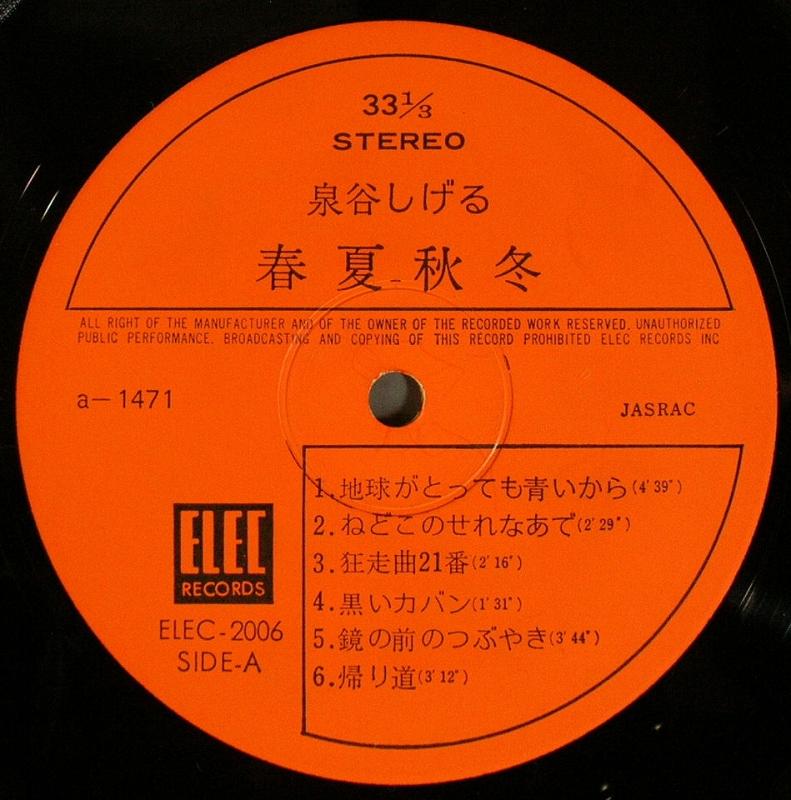 33⅓
STEREO
泉谷しげる
春夏秋冬
ALL RIGHT OF THE MANUFACTURER AND OF THE OWNER OF THE RECORDED WORK RESERVED. UNAUTHORIZED
PUBLIC PERFORMANCE. BROADCASTING AND COPYING OF THIS RECORD PROHIBITED ELEC RECORDS INC
a-1471
JASRAC
1.地球がとっても青いから(4'39")
2.ねどこのせれなあで(2'29")
3.狂走曲21番(2'16")
4.黒いカバン(1'31")
5.鏡の前のつぶやき(3'44")
6.帰り道(3'12")
ELEC
RECORDS
ELEC-2006
SIDE-A